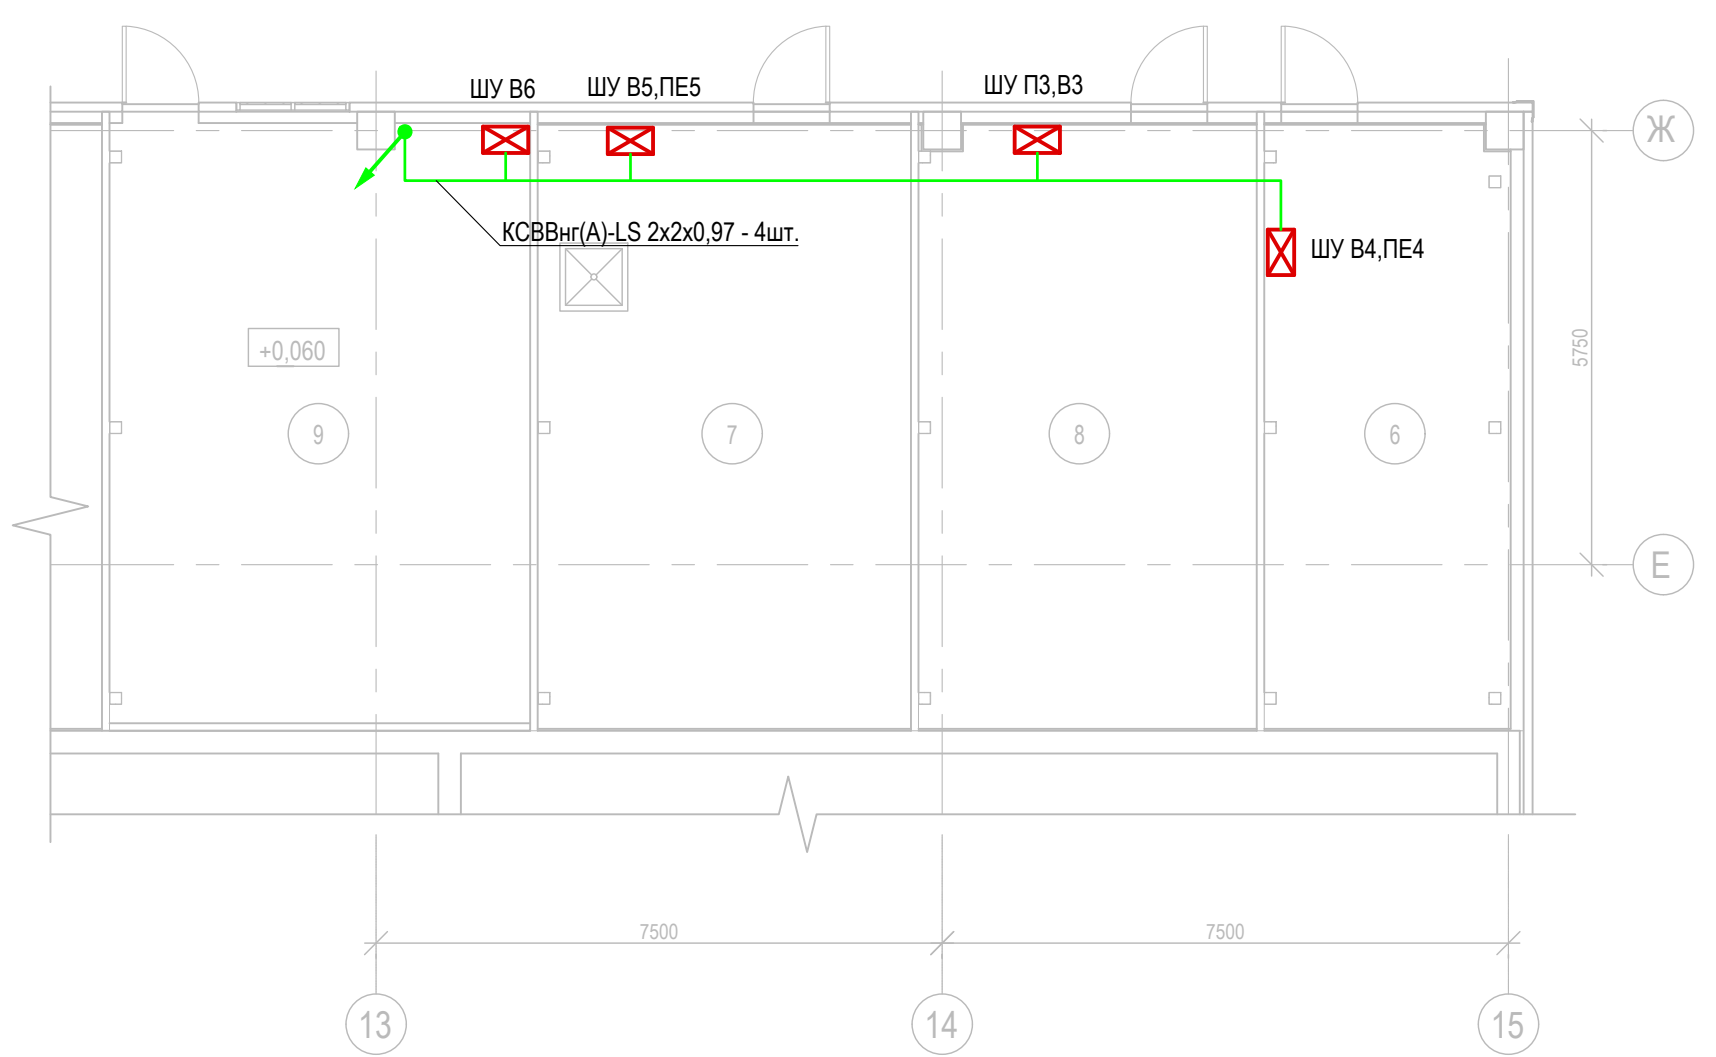 ШУ В6
ШУ В5,ПЕ5
ШУ П3,В3
Ж
КСВВнг(А)-LS 2х2х0,97 - 4шт.
ШУ В4,ПЕ4
+0,060
5750
9
7
8
6
Е
7500
7500
13
14
15